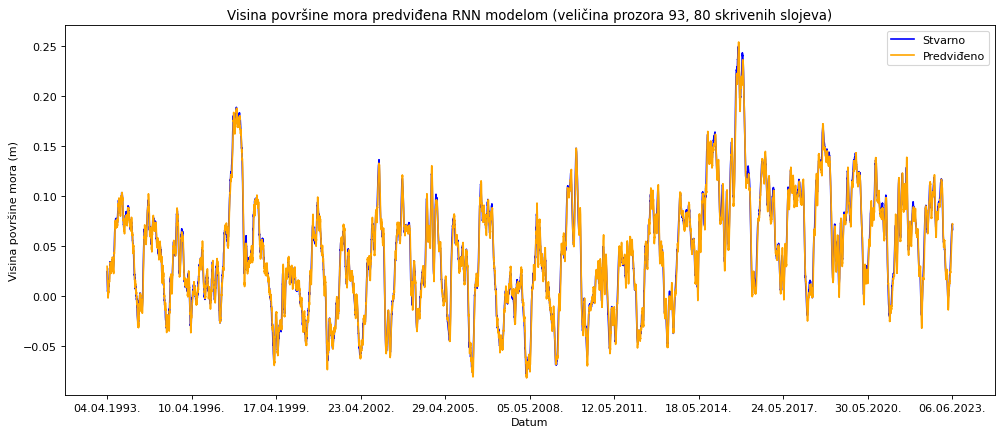 Visina površine mora predviđena RNN modelom (veličina prozora 93, 80 skrivenih slojeva)
Stvarno
Predviđeno
Visina površine mora (m)
0.25
0.20
0.15
0.10
0.05
0.00
−0.05
04.04.1993. 10.04.1996. 17.04.1999. 23.04.2002. 29.04.2005. 05.05.2008. 12.05.2011. 18.05.2014. 24.05.2017. 30.05.2020. 06.06.2023.
Datum